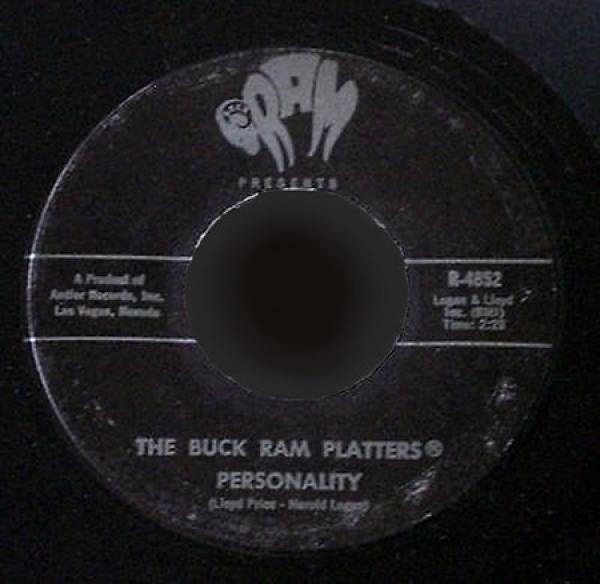 RAM
PRESENTS
A Product of
Antler Records, Inc.
Las Vegas, Nevada
R-4852
Logan & Lloyd
Inc. (BMI)
Time: 2:28
THE BUCK RAM PLATTERS®
PERSONALITY
(Lloyd Price - Harold Logan)